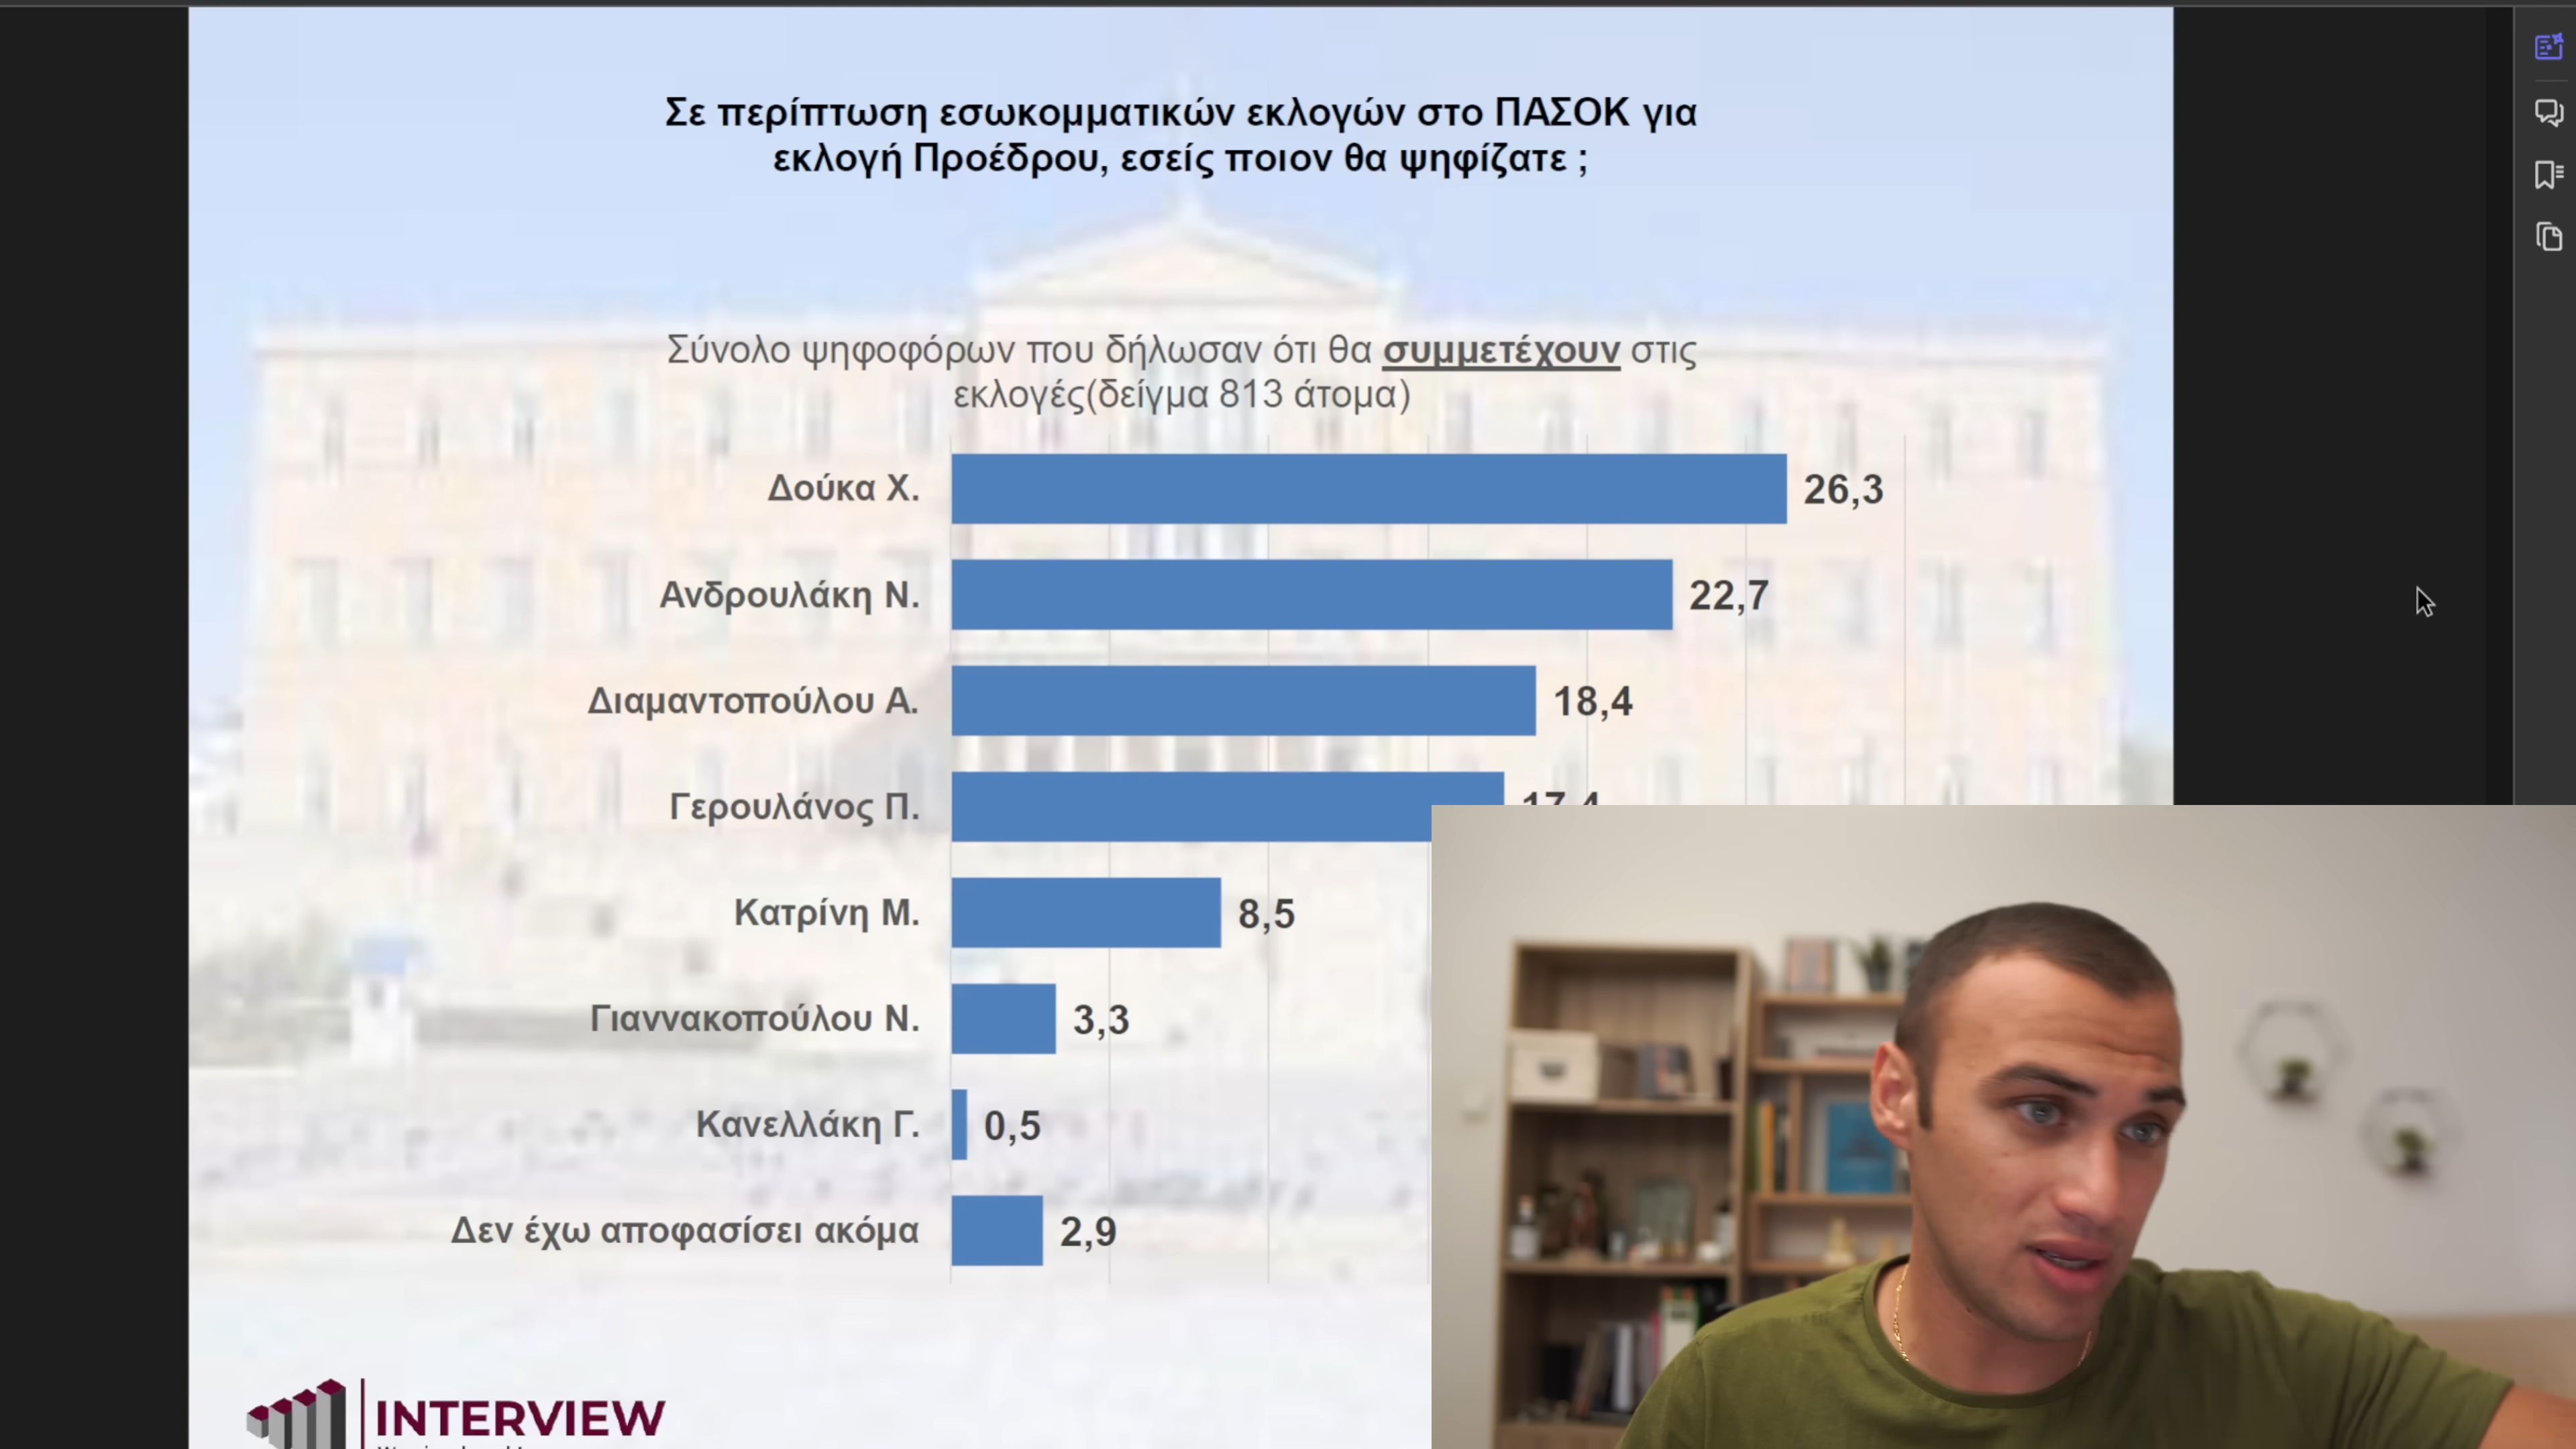 Σε περίπτωση εσωκομματικών εκλογών στο ΠΑΣΟΚ για
εκλογή Προέδρου, εσείς ποιον θα ψηφίζατε ;
Σύνολο ψηφοφόρων που δήλωσαν ότι θα συμμετέχουν στις
εκλογές(δείγμα 813 άτομα)
Δούκα Χ. 26,3
Ανδρουλάκη Ν. 22,7
Διαμαντοπούλου Α. 18,4
Γερουλάνος Π. 17,4
Κατρίνη Μ. 8,5
Γιαννακοπούλου Ν. 3,3
Κανελλάκη Γ. 0,5
Δεν έχω αποφασίσει ακόμα 2,9
INTERVIEW